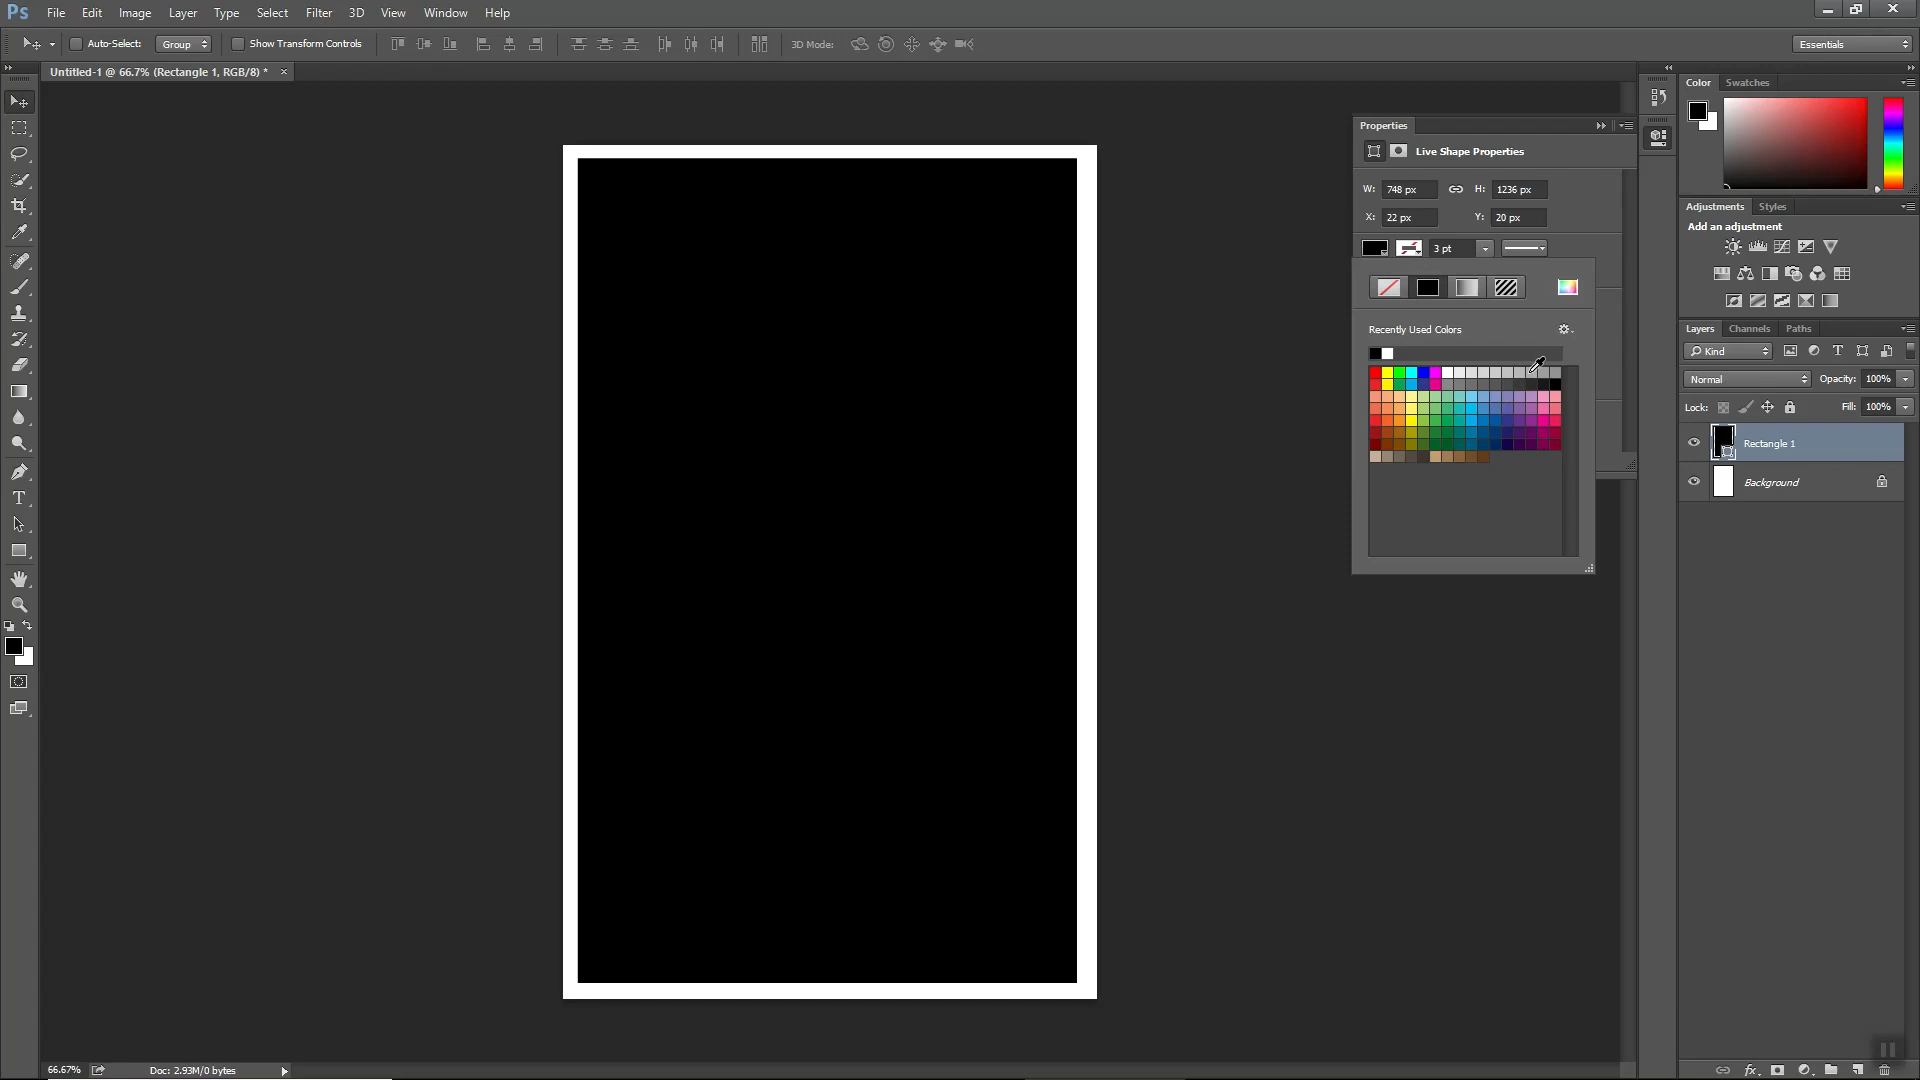 Ps File Edit Image Layer Type Select Filter 3D View Window Help
Auto-Select: Group Show Transform Controls 3D Mode: Essentials
Untitled-1 @ 66.7% (Rectangle 1, RGB/8) * ×
Properties
Live Shape Properties
W: 748 px H: 1236 px
X: 22 px Y: 20 px
3 pt
Recently Used Colors
Color Swatches
Adjustments Styles
Add an adjustment
Layers Channels Paths
Kind
Normal Opacity: 100%
Lock: Fill: 100%
Rectangle 1
Background
66.67% Doc: 2.93M/0 bytes
fx